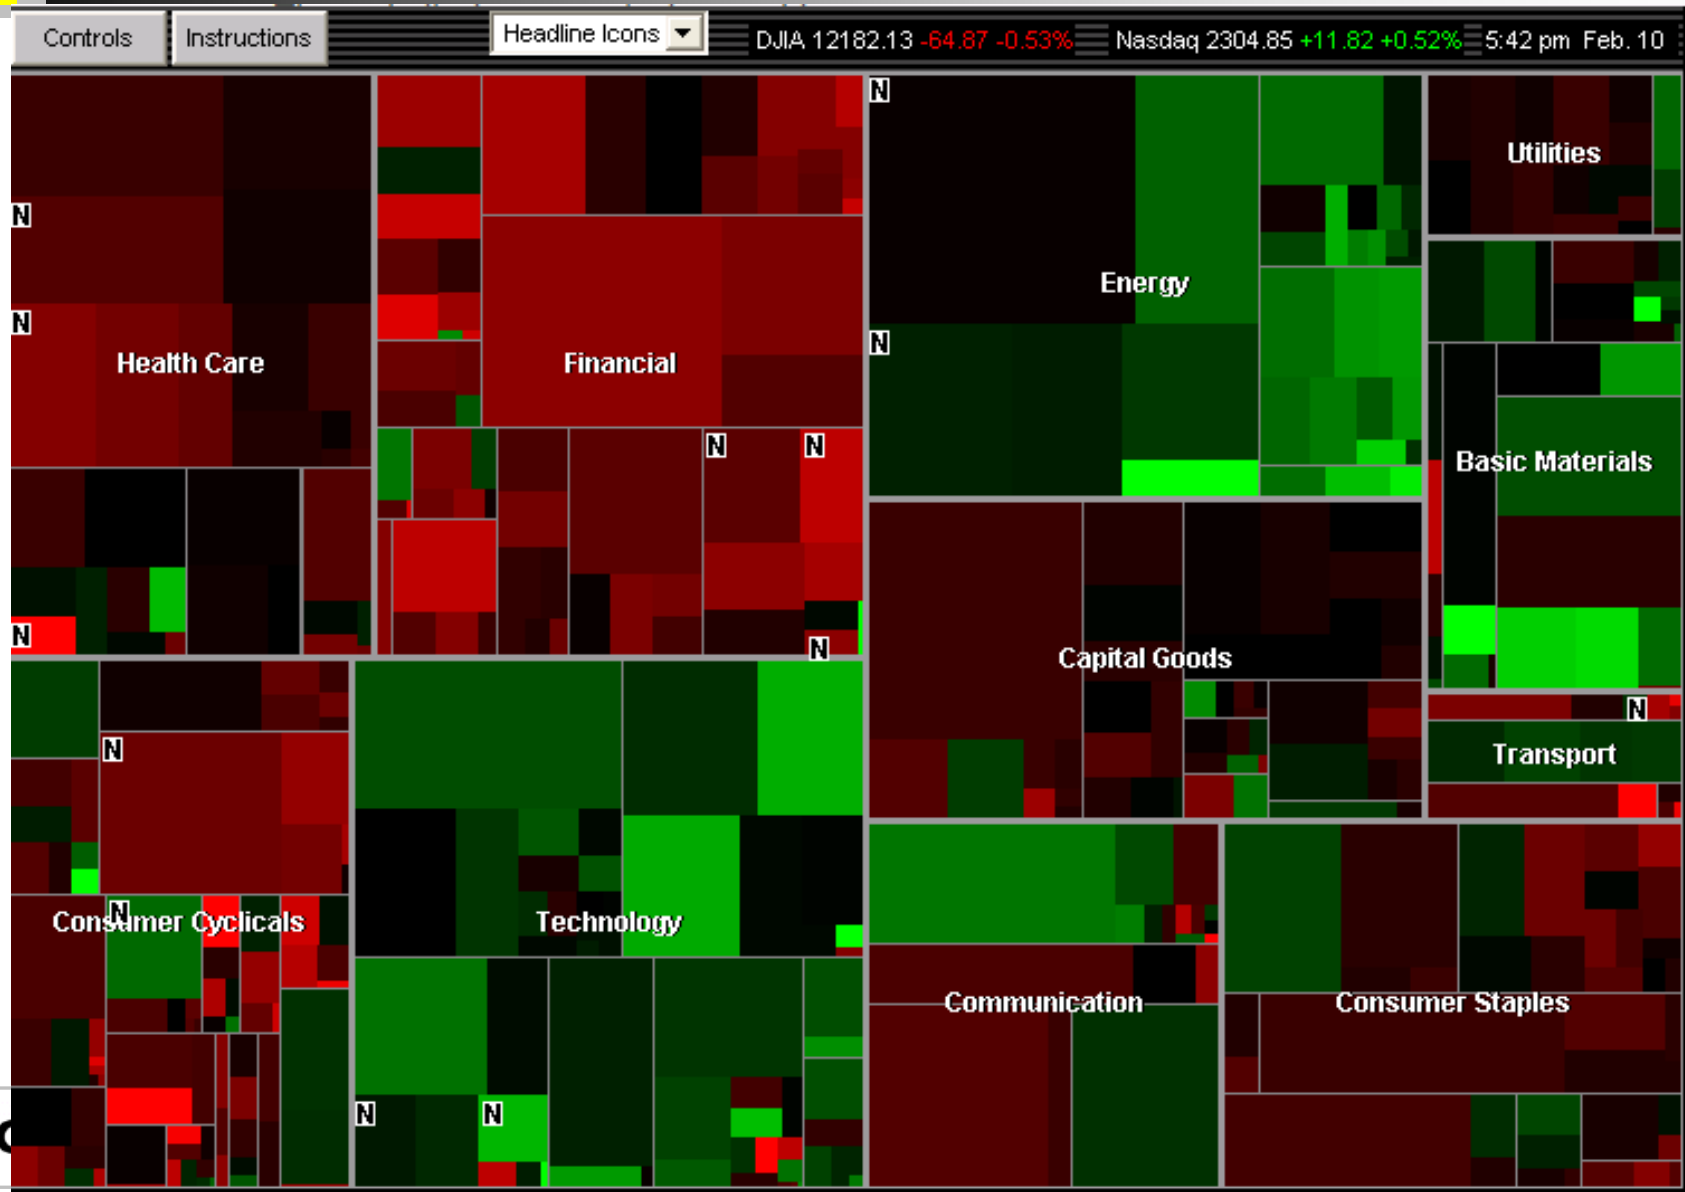 Controls
Instructions
Headline Icons
DJIA 12182.13 -64.87 -0.53%
Nasdaq 2304.85 +11.82 +0.52%
5:42 pm Feb. 10
N
N
Utilities
N
N
Energy
N
Health Care
Financial
N
N
Basic Materials
N
N
Capital Goods
N
N
Transport
N
Consumer Cyclicals
Technology
Communication
Consumer Staples
N
N